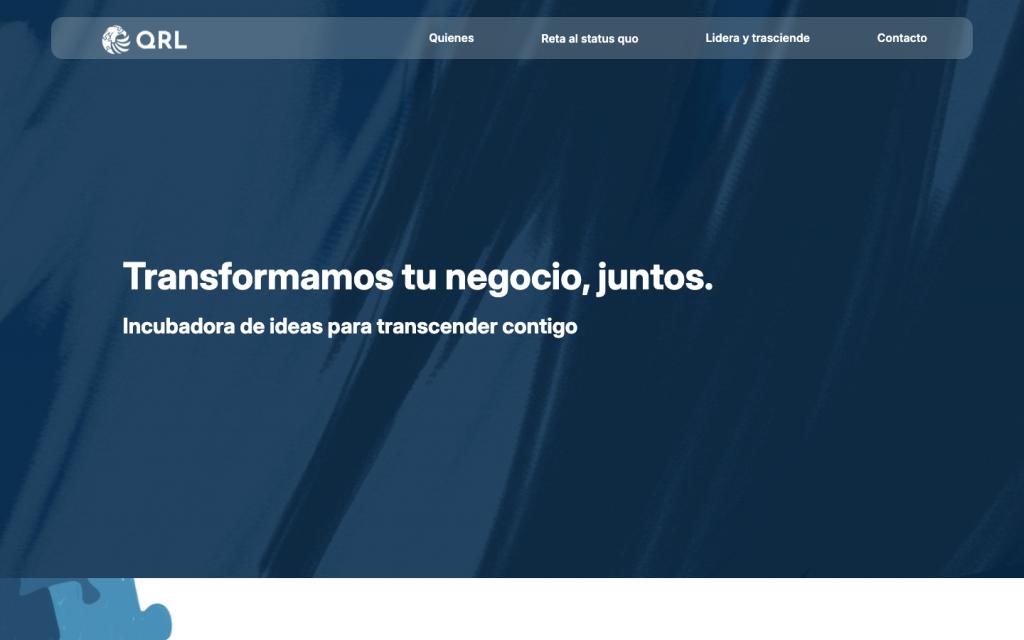 QRL
Quienes
Reta al status quo
Lidera y trasciende
Contacto
Transformamos tu negocio, juntos.
Incubadora de ideas para transcender contigo